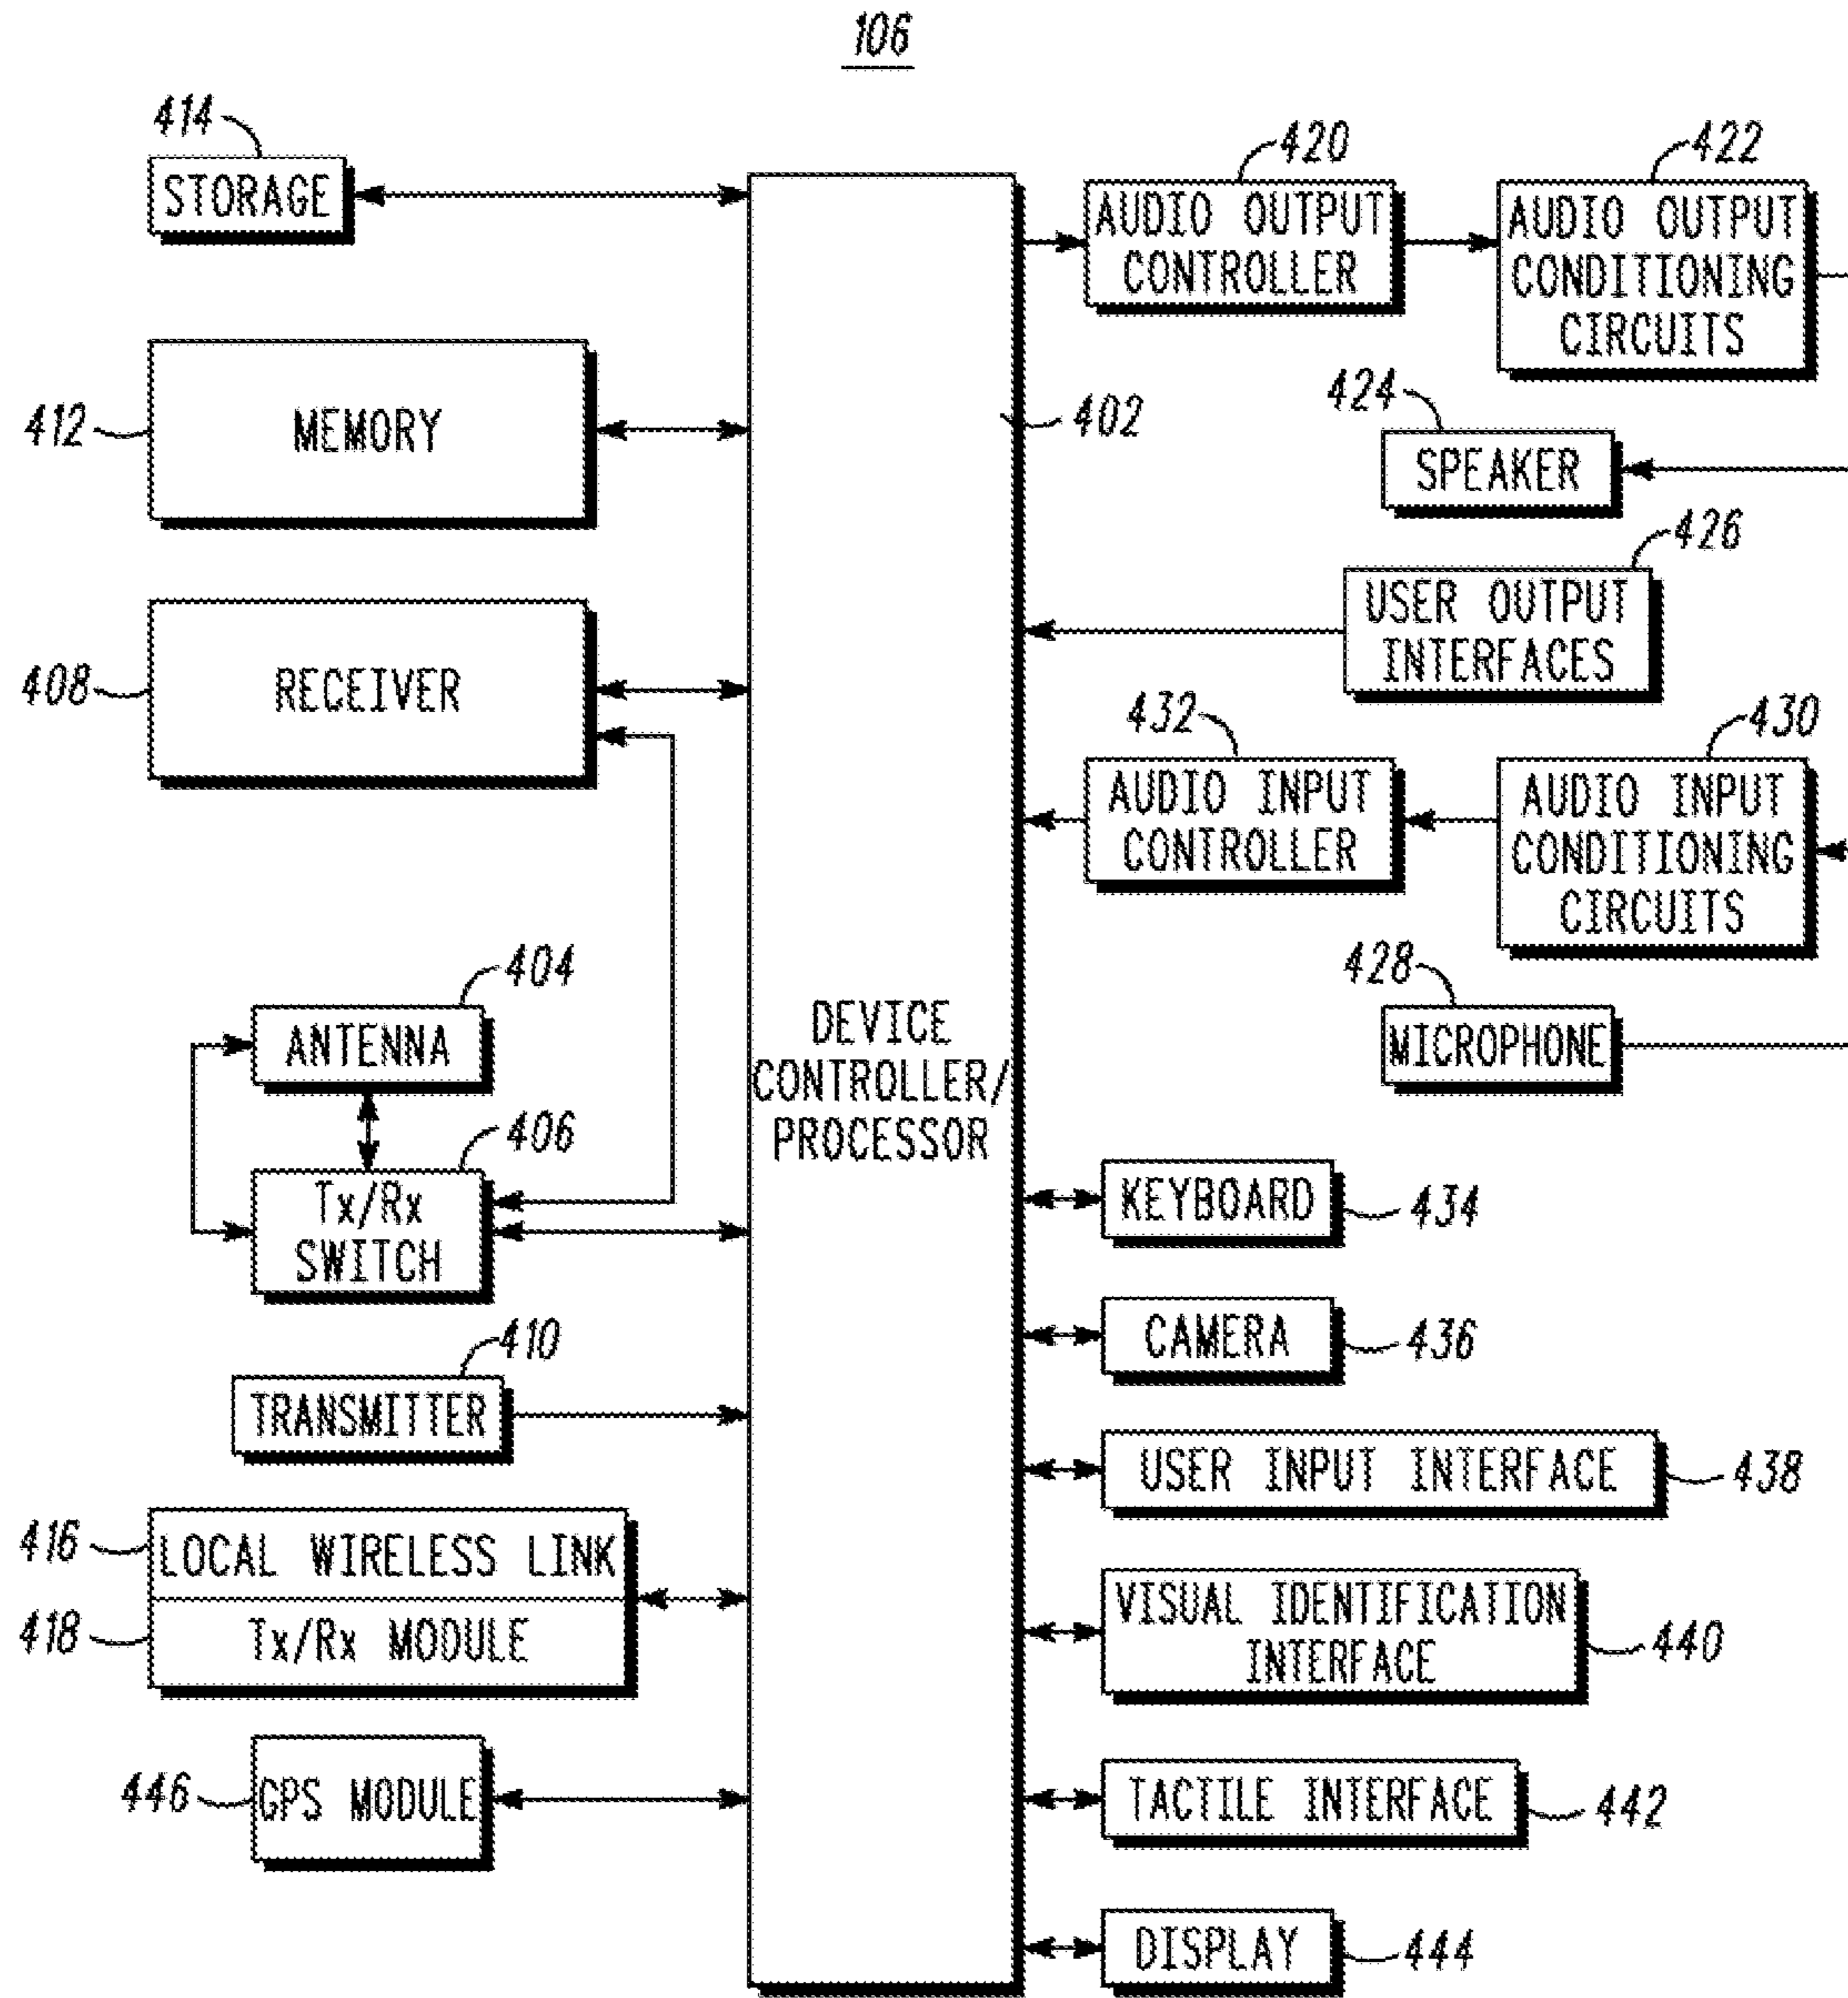 106
414
STORAGE
412
MEMORY
408
RECEIVER
404
ANTENNA
406
Tx/Rx
SWITCH
410
TRANSMITTER
416
LOCAL WIRELESS LINK
418
Tx/Rx MODULE
446
GPS MODULE
402
DEVICE
CONTROLLER/
PROCESSOR
420
AUDIO OUTPUT
CONTROLLER
422
AUDIO OUTPUT
CONDITIONING
CIRCUITS
424
SPEAKER
426
USER OUTPUT
INTERFACES
432
AUDIO INPUT
CONTROLLER
430
AUDIO INPUT
CONDITIONING
CIRCUITS
428
MICROPHONE
KEYBOARD
434
CAMERA
436
USER INPUT INTERFACE
438
VISUAL IDENTIFICATION
INTERFACE
440
TACTILE INTERFACE
442
DISPLAY
444